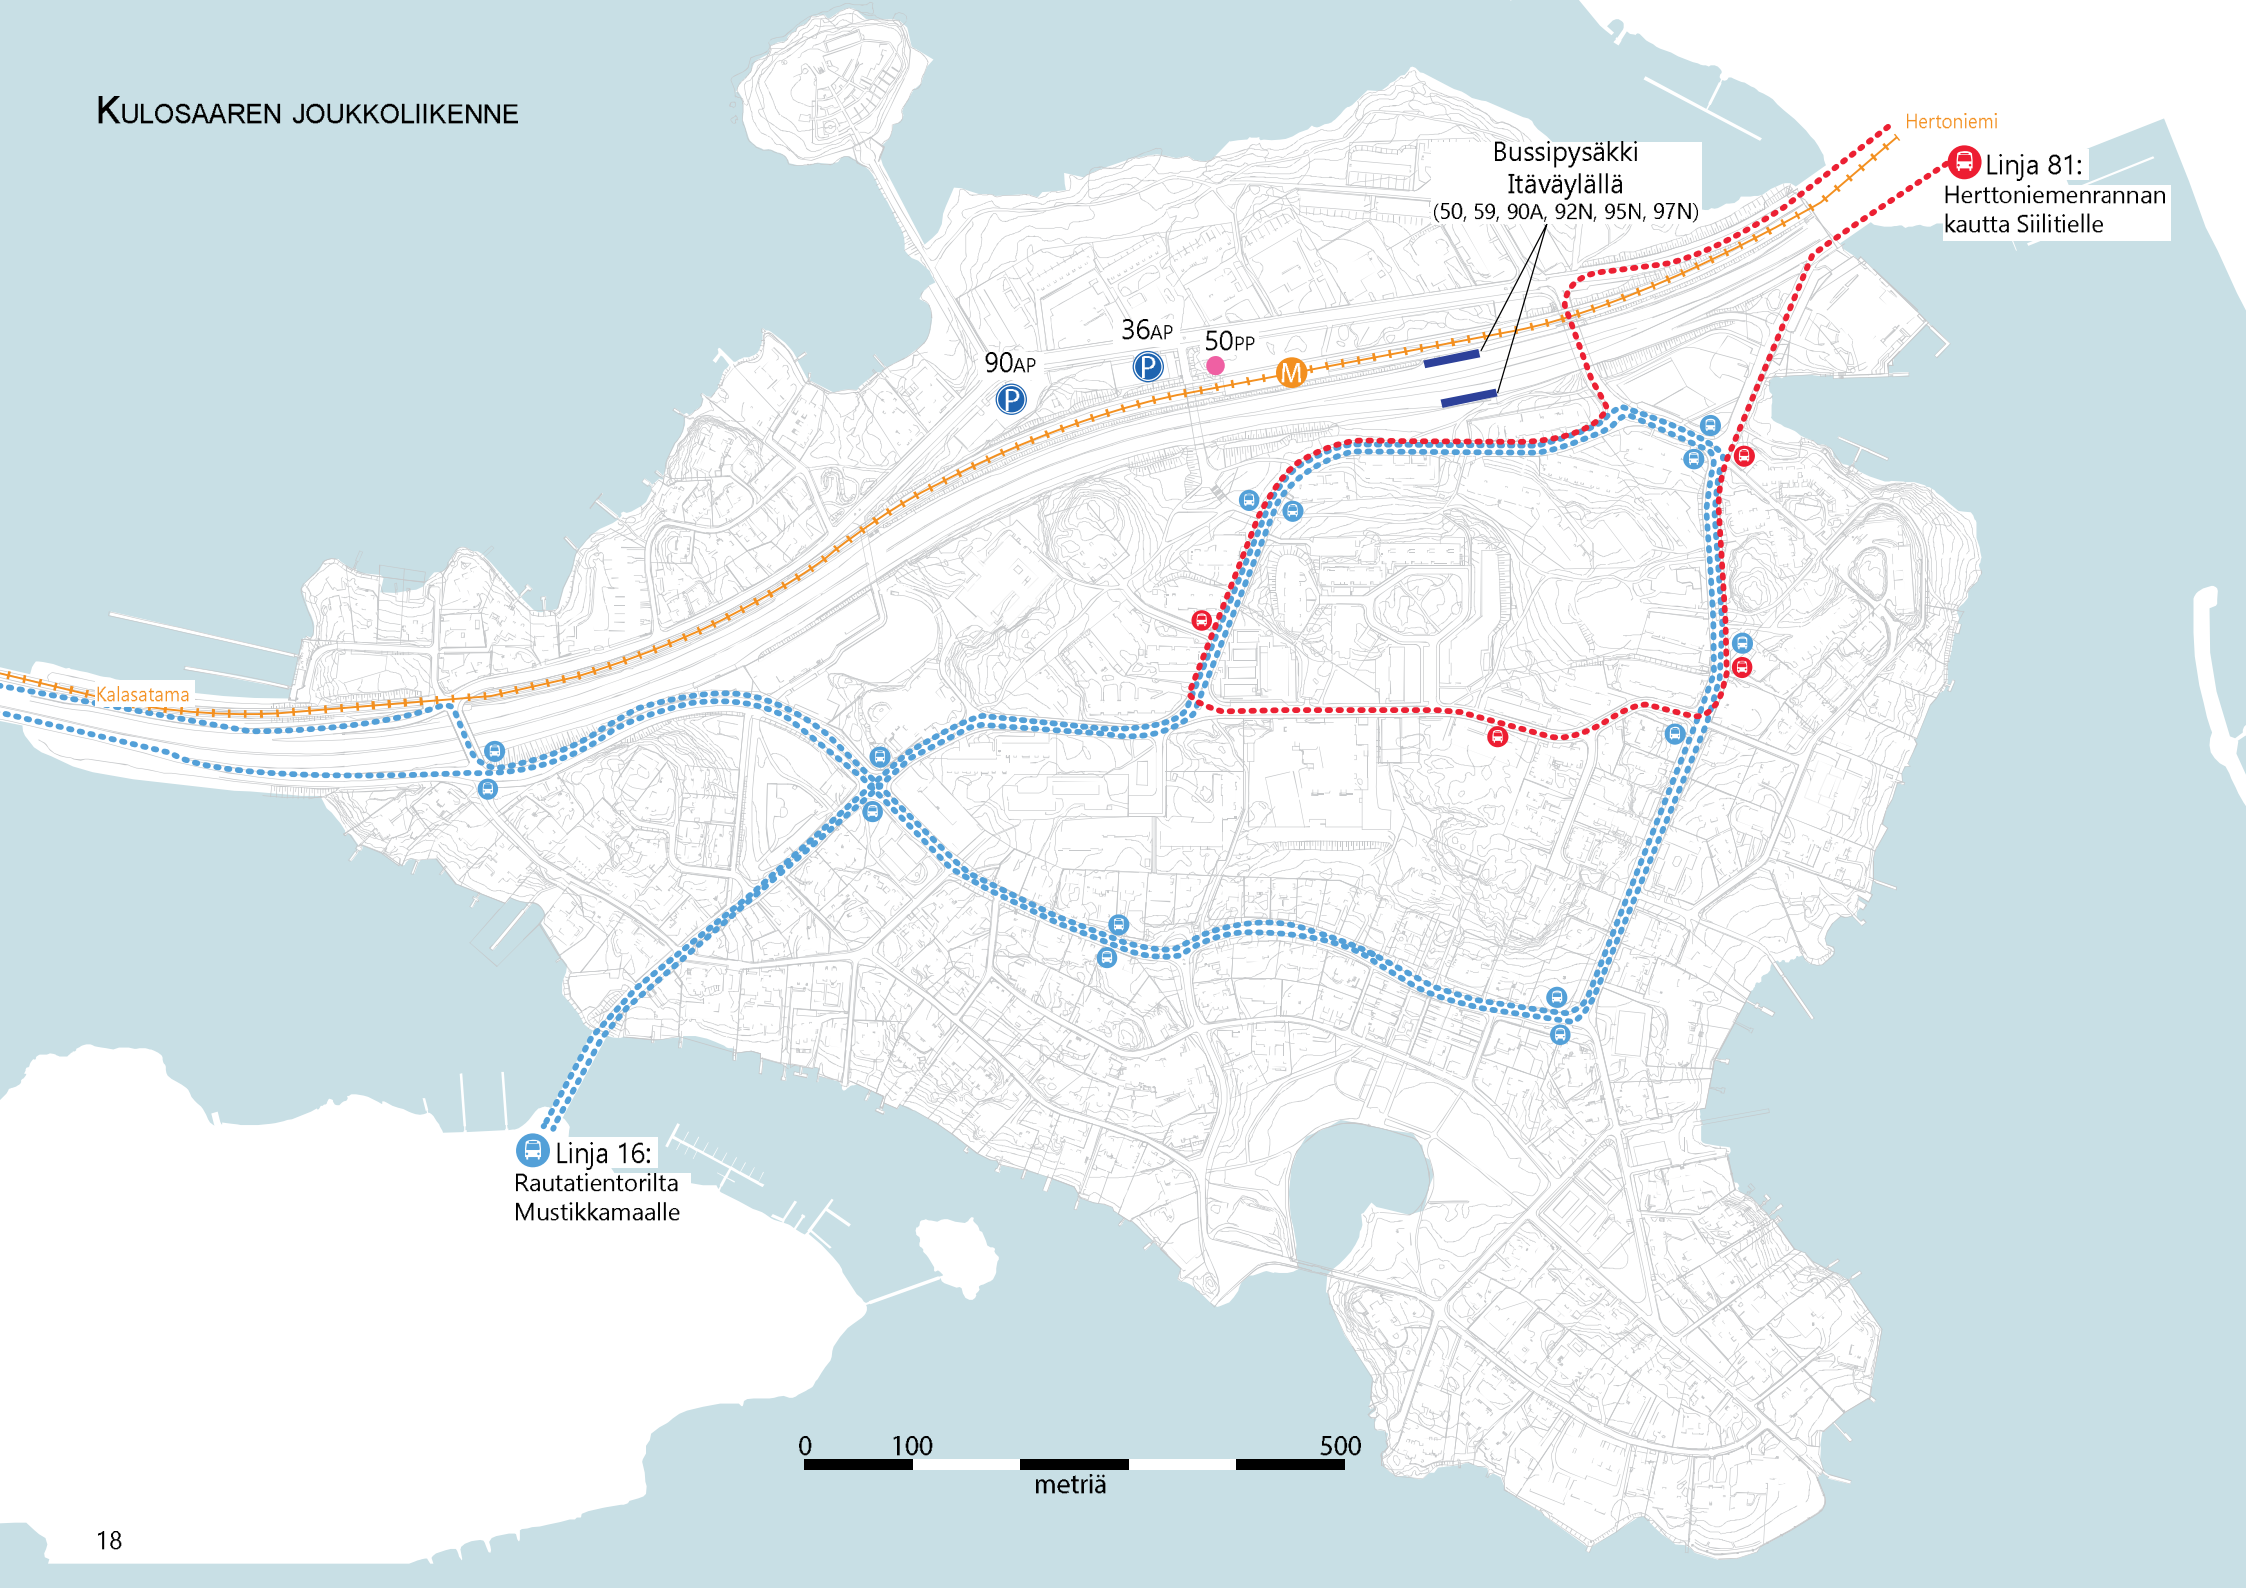 KULOSAAREN JOUKKOLIIKENNE
Hertoniemi
Bussipysäkki
Itäväylällä
(50, 59, 90A, 92N, 95N, 97N)
Linja 81:
Herttoniemenrannan
kautta Siilitielle
36AP
50PP
90AP
P
P
M
Kalasatama
Linja 16:
Rautatientorilta
Mustikkamaalle
0 100 500
metriä
18